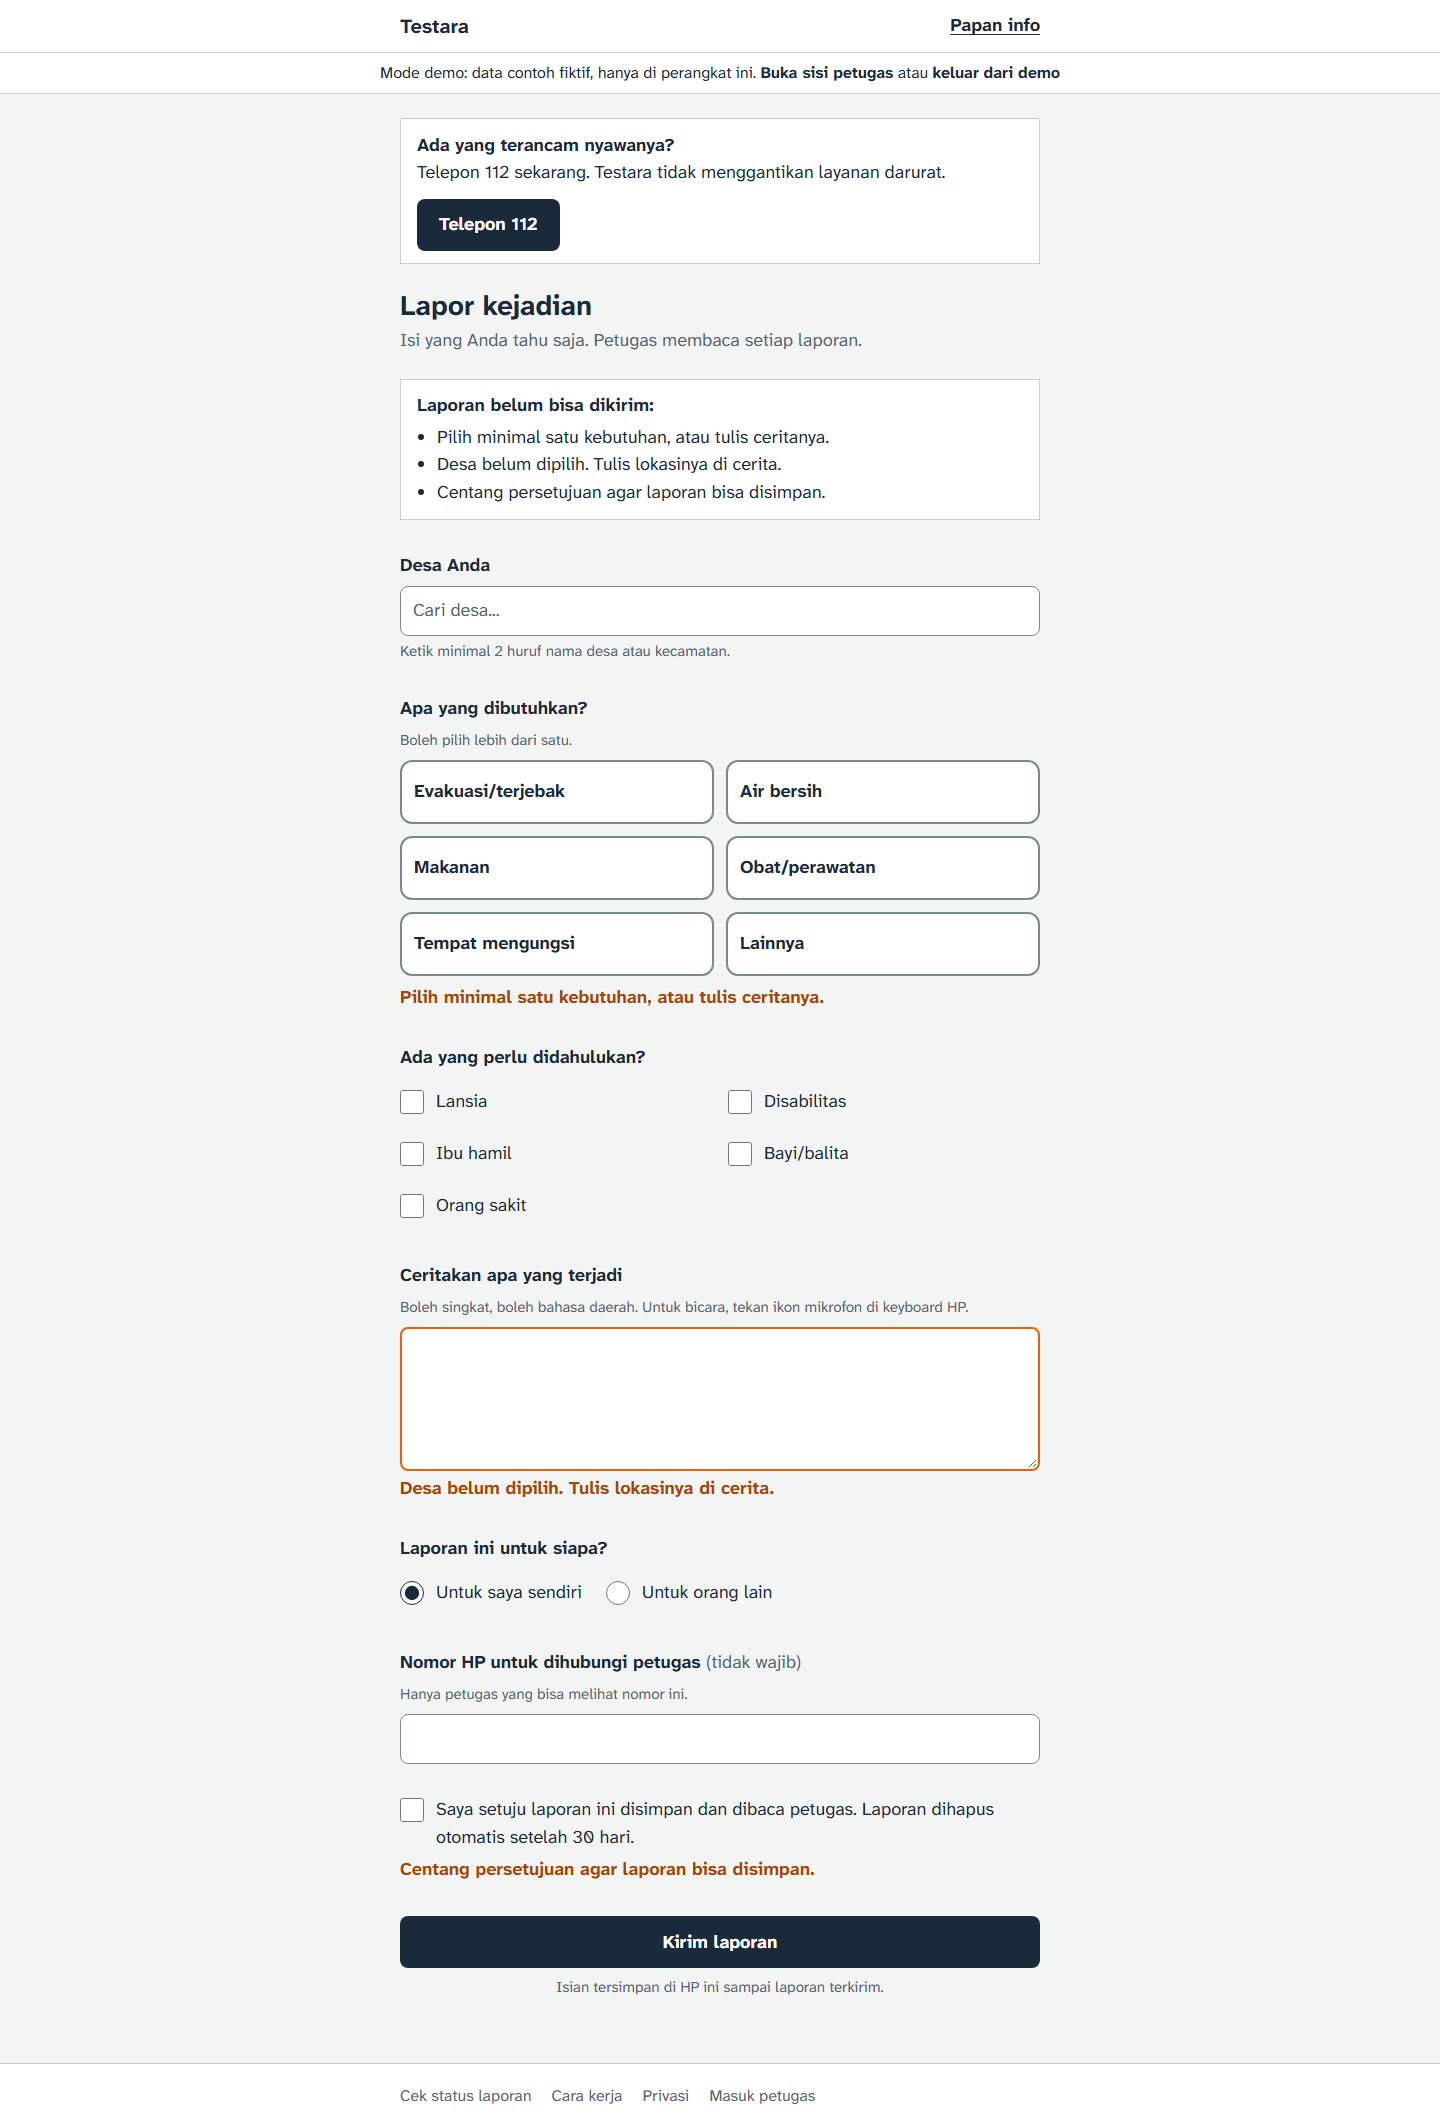 Testara
Papan info
Mode demo: data contoh fiktif, hanya di perangkat ini. Buka sisi petugas atau keluar dari demo
Ada yang terancam nyawanya?
Telepon 112 sekarang. Testara tidak menggantikan layanan darurat.
Telepon 112
Lapor kejadian
Isi yang Anda tahu saja. Petugas membaca setiap laporan.
Laporan belum bisa dikirim:
Pilih minimal satu kebutuhan, atau tulis ceritanya.
Desa belum dipilih. Tulis lokasinya di cerita.
Centang persetujuan agar laporan bisa disimpan.
Desa Anda
Cari desa...
Ketik minimal 2 huruf nama desa atau kecamatan.
Apa yang dibutuhkan?
Boleh pilih lebih dari satu.
Evakuasi/terjebak
Air bersih
Makanan
Obat/perawatan
Tempat mengungsi
Lainnya
Pilih minimal satu kebutuhan, atau tulis ceritanya.
Ada yang perlu didahulukan?
Lansia
Disabilitas
Ibu hamil
Bayi/balita
Orang sakit
Ceritakan apa yang terjadi
Boleh singkat, boleh bahasa daerah. Untuk bicara, tekan ikon mikrofon di keyboard HP.
Desa belum dipilih. Tulis lokasinya di cerita.
Laporan ini untuk siapa?
Untuk saya sendiri
Untuk orang lain
Nomor HP untuk dihubungi petugas (tidak wajib)
Hanya petugas yang bisa melihat nomor ini.
Saya setuju laporan ini disimpan dan dibaca petugas. Laporan dihapus
otomatis setelah 30 hari.
Centang persetujuan agar laporan bisa disimpan.
Kirim laporan
Isian tersimpan di HP ini sampai laporan terkirim.
Cek status laporan
Cara kerja
Privasi
Masuk petugas